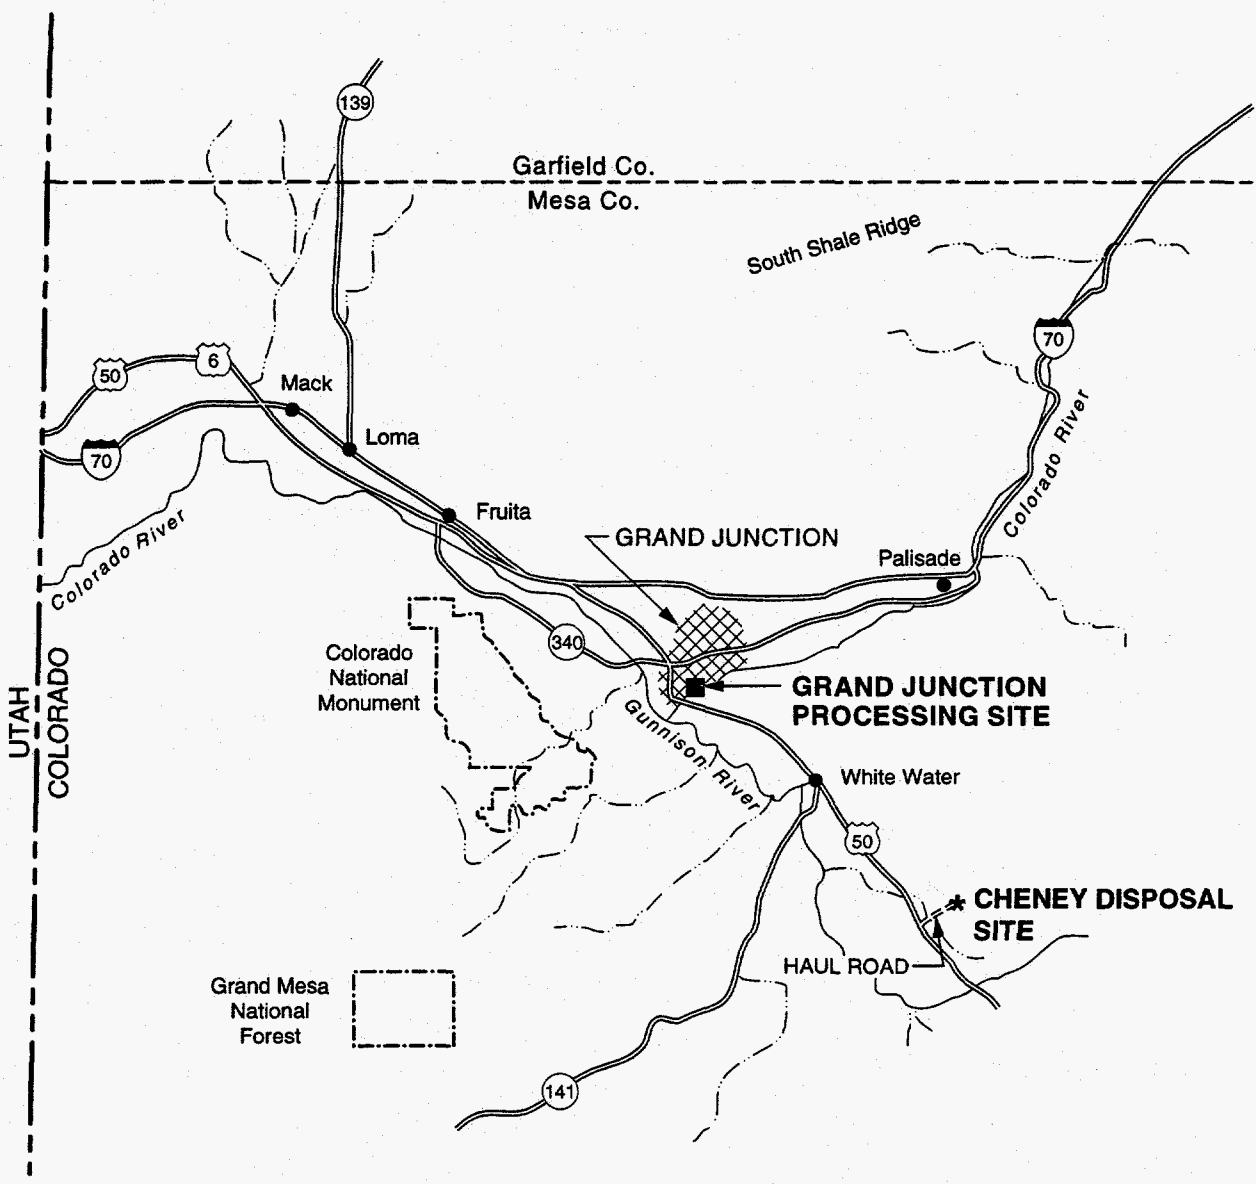 139
Garfield Co.
Mesa Co.
South Shale Ridge
70
50
6
Mack
Loma
70
Colorado River
Fruita
GRAND JUNCTION
Palisade
Colorado River
340
Colorado
National
Monument
GRAND JUNCTION
PROCESSING SITE
UTAH
COLORADO
Gunnison River
White Water
50
* CHENEY DISPOSAL
SITE
HAUL ROAD
Grand Mesa
National
Forest
141